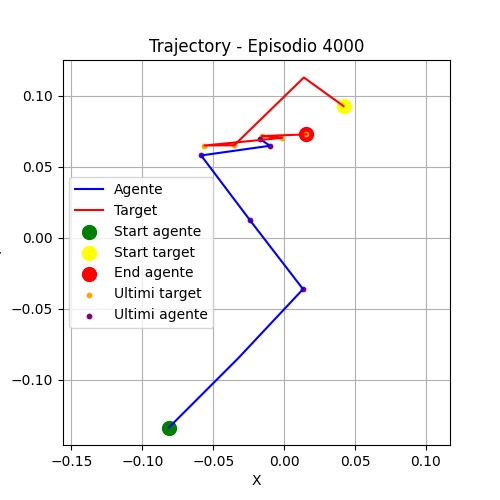 Trajectory - Episodio 4000
0.10
0.05
0.00
−0.05
−0.10
Agente
Target
Start agente
Start target
End agente
Ultimi target
Ultimi agente
−0.15
−0.10
−0.05
0.00
0.05
0.10
X